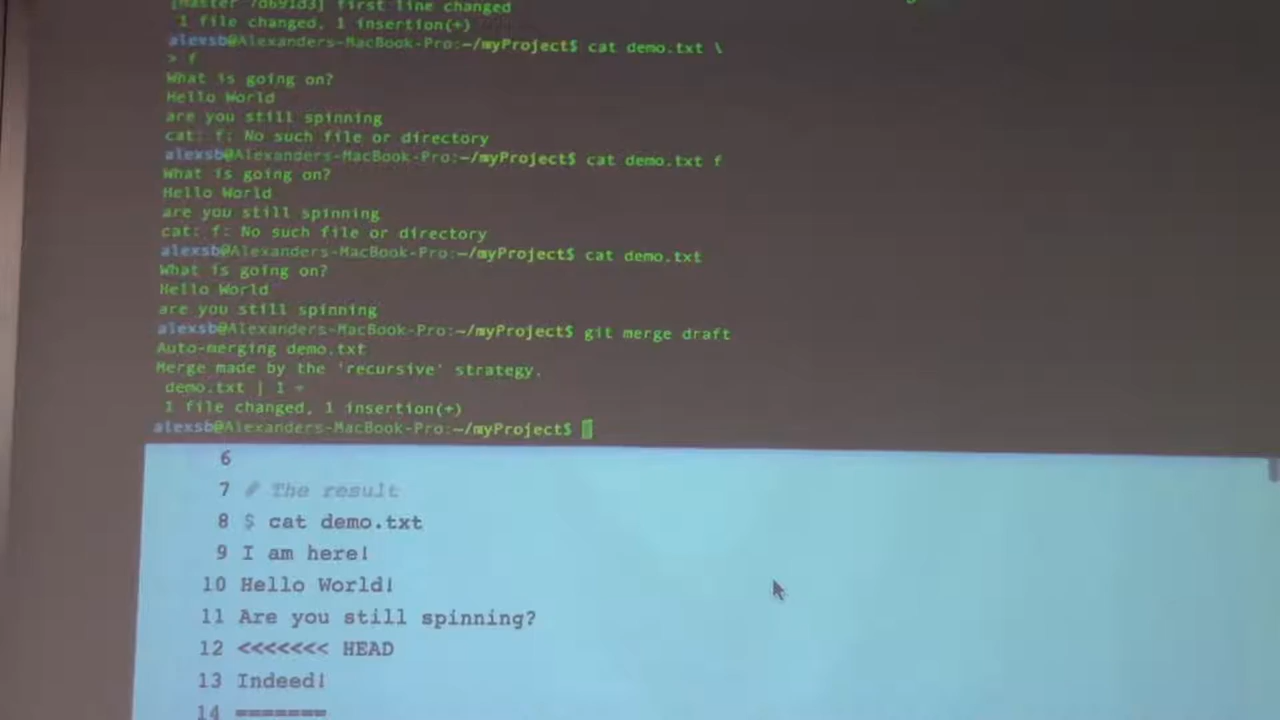 [master 7d691d3] first line changed
1 file changed, 1 insertion(+)
alexsb@Alexanders-MacBook-Pro:~/myProject$ cat demo.txt \
> f
What is going on?
Hello World
are you still spinning
cat: f: No such file or directory
alexsb@Alexanders-MacBook-Pro:~/myProject$ cat demo.txt f
What is going on?
Hello World
are you still spinning
cat: f: No such file or directory
alexsb@Alexanders-MacBook-Pro:~/myProject$ cat demo.txt
What is going on?
Hello World
are you still spinning
alexsb@Alexanders-MacBook-Pro:~/myProject$ git merge draft
Auto-merging demo.txt
Merge made by the 'recursive' strategy.
demo.txt | 1 +
1 file changed, 1 insertion(+)
alexsb@Alexanders-MacBook-Pro:~/myProject$
6
7 # The result
8 $ cat demo.txt
9 I am here!
10 Hello World!
11 Are you still spinning?
12 <<<<<<< HEAD
13 Indeed!
14 =======